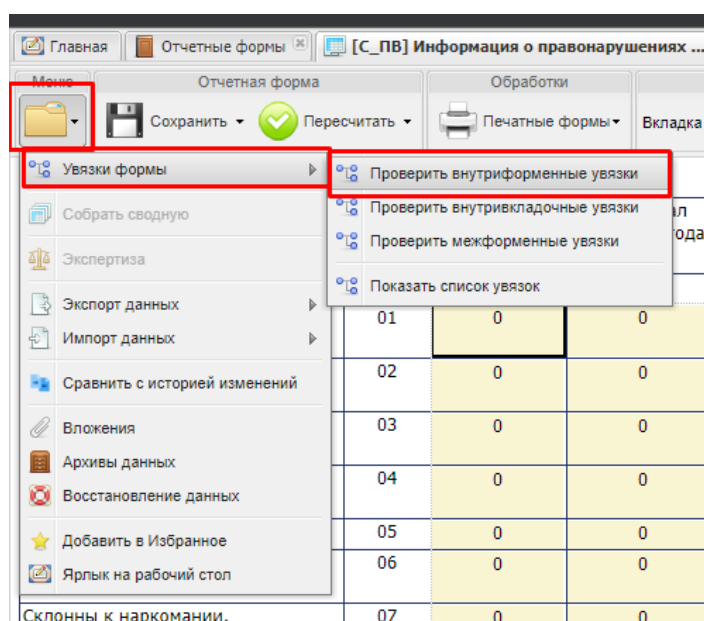 Главная
Отчетные формы
[С_ПВ] Информация о правонарушениях ...
Меню
Отчетная форма
Обработки
Сохранить
Пересчитать
Печатные формы
Вкладка
Увязки формы
Проверить внутриформенные увязки
Собрать сводную
Проверить внутривкладочные увязки
ал
Проверить межформенные увязки
года
Экспертиза
Показать список увязок
Экспорт данных
01 0 0
Импорт данных
02 0 0
Сравнить с историей изменений
Вложения
03 0 0
Архивы данных
04 0 0
Восстановление данных
05 0 0
Добавить в Избранное
06 0 0
Ярлык на рабочий стол
Склонны к наркомании, 07 0 0